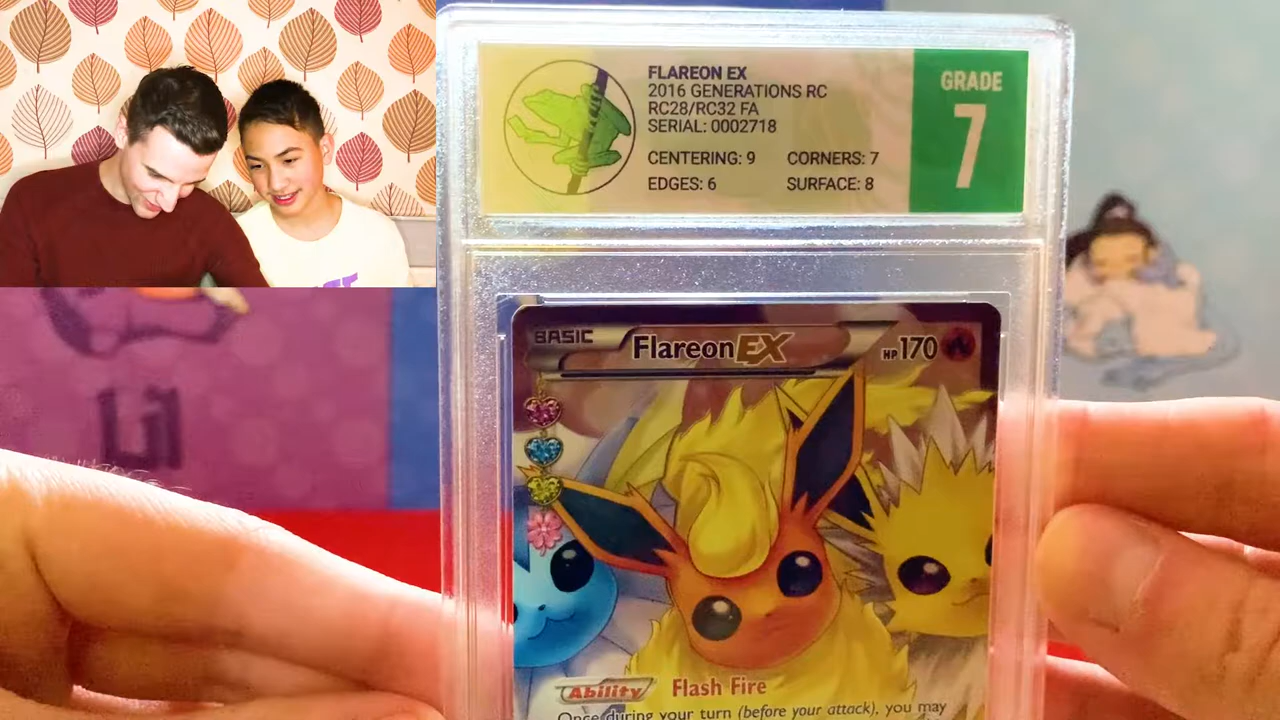 FLAREON EX
2016 GENERATIONS RC
RC28/RC32 FA
SERIAL: 0002718
CENTERING: 9 CORNERS: 7
EDGES: 6 SURFACE: 8
GRADE
7
BASIC
Flareon EX
HP 170
Ability Flash Fire
Once during your turn (before your attack), you may